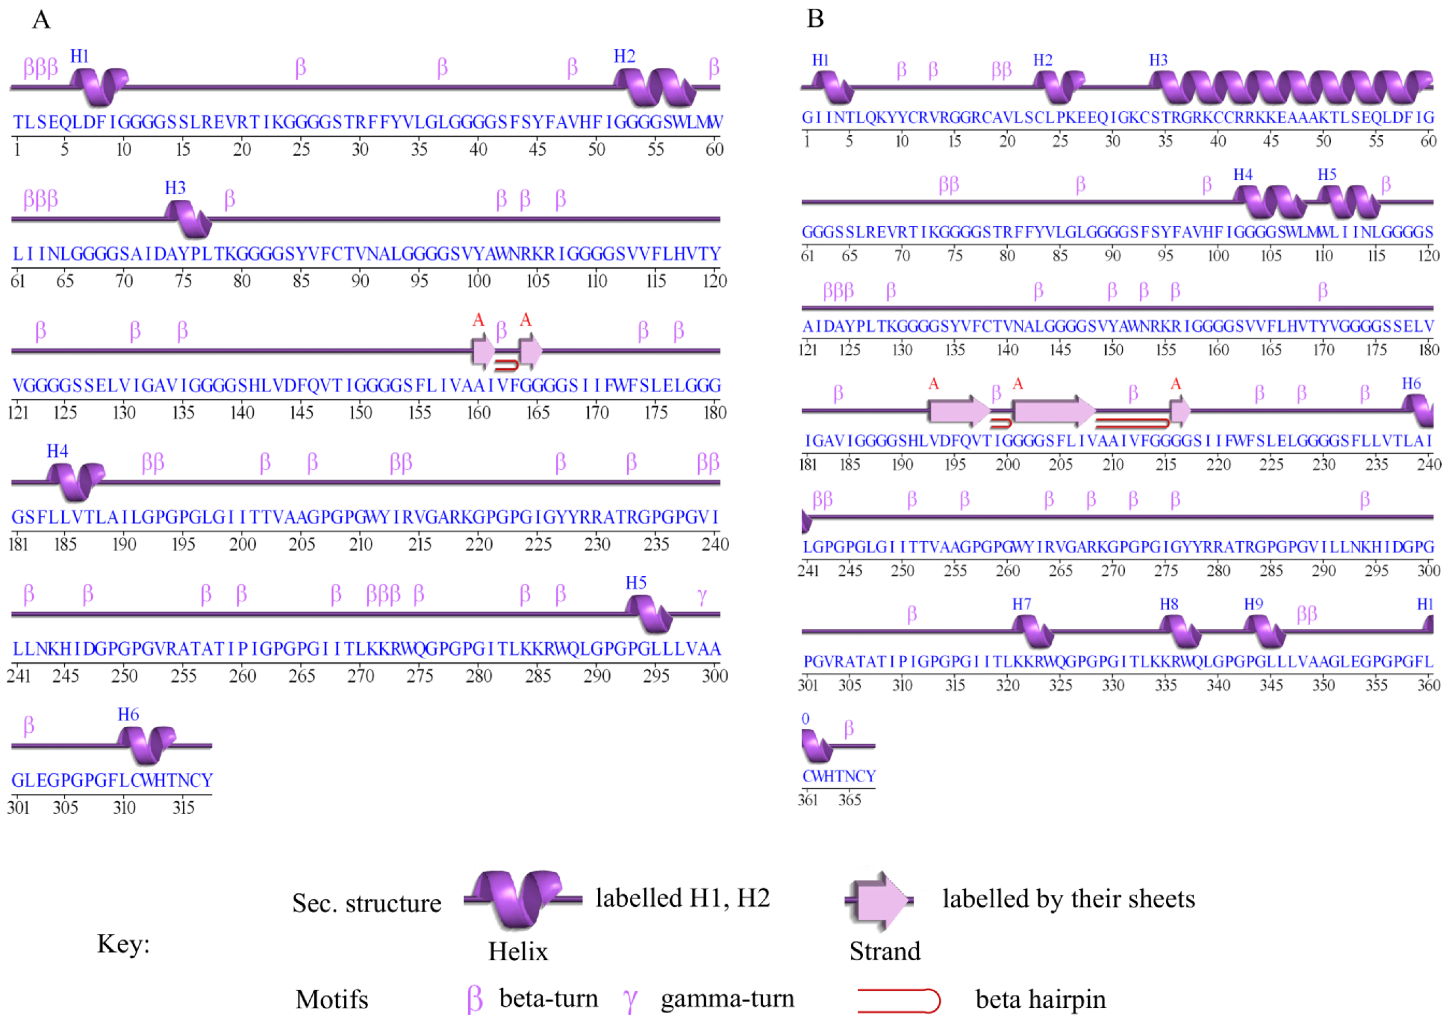 A
βββ H1 β β β H2 β
TLSEQLDFIGGGGSSLREVRTIKGGGGSTRFFYVLGLGGGGSFSYFAVHFIGGGGSWLMW
1 5 10 15 20 25 30 35 40 45 50 55 60
βββ H3 β β β β
LIINLGGGGSAIDAYPLTKGGGGSYVFCTVNALGGGGSVYAWNRKRIGGGGSVVFLHVTY
61 65 70 75 80 85 90 95 100 105 110 115 120
β β β A β A β β
VGGGGSSELVIGAVIGGGGSHLVDFQVTIGGGGSFLIVAAIVFGGGGSIIFWFSLELGGG
121 125 130 135 140 145 150 155 160 165 170 175 180
H4 ββ β β ββ β β ββ
GSFLLVTLAILGPGPGLGIITTVAAGPGPGWYIRVGARKGPGPGIGYYRRATRGPGPGVI
181 185 190 195 200 205 210 215 220 225 230 235 240
β β β β β βββ β β β H5 γ
LLNKHIDGPGPGVRATATIPIGPGPGIITLKKRWQGPGPGITLKKRWQLGPGPGLLLVAA
241 245 250 255 260 265 270 275 280 285 290 295 300
β H6
GLEGPGPGFLCWHTNCY
301 305 310 315
B
H1 β β ββ H2 H3
GIINTLQKYYCRVRGGRCAVLSCLPKEEQIGKCSTRGRKCCRRKKEAAAKTLSEQLDFIG
1 5 10 15 20 25 30 35 40 45 50 55 60
ββ β β H4 H5 β
GGGSSLREVRTIKGGGGSTRFFYVLGLGGGGSFSYFAVHFIGGGGSWLMWLIINLGGGGS
61 65 70 75 80 85 90 95 100 105 110 115 120
βββ β β β β β β
AIDAYPLTKGGGGSYVFCTVNALGGGGSVYAWNRKRIGGGGSVVFLHVTYVGGGGSSELV
121 125 130 135 140 145 150 155 160 165 170 175 180
β A β A β A β β β H6
IGAVIGGGGSHLVDFQVTIGGGGSFLIVAAIVFGGGGSIIFWFSLELGGGGSFLLVTLAI
181 185 190 195 200 205 210 215 220 225 230 235 240
ββ β β β β β β β
LGPGPGLGIITTVAAGPGPGWYIRVGARKGPGPGIGYYRRATRGPGPGVILLNKHIDGPG
241 245 250 255 260 265 270 275 280 285 290 295 300
β H7 H8 H9 ββ H1
PGVRATATIPIGPGPGIITLKKRWQGPGPGITLKKRWQLGPGPGLLLVAAGLEGPGPGFL
301 305 310 315 320 325 330 335 340 345 350 355 360
0 β
CWHTNCY
361 365
Key:
Sec. structure labelled H1, H2 labelled by their sheets
Helix Strand
Motifs β beta-turn γ gamma-turn beta hairpin